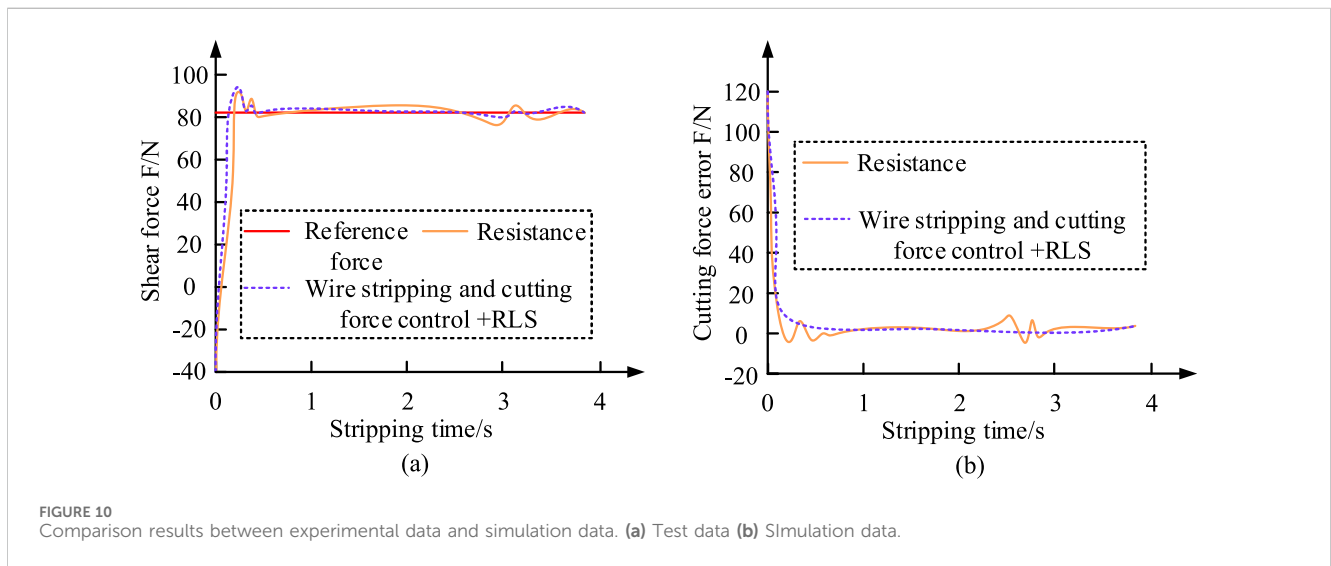 Shear force F/N
100
80
60
40
20
0
-20
-40
Reference force
Resistance
Wire stripping and cutting
force control +RLS
0 1 2 3 4
Stripping time/s
(a)
Cutting force error F/N
120
100
80
60
40
20
0
-20
Resistance
Wire stripping and cutting
force control +RLS
0 1 2 3 4
Stripping time/s
(b)
FIGURE 10
Comparison results between experimental data and simulation data. (a) Test data (b) SImulation data.